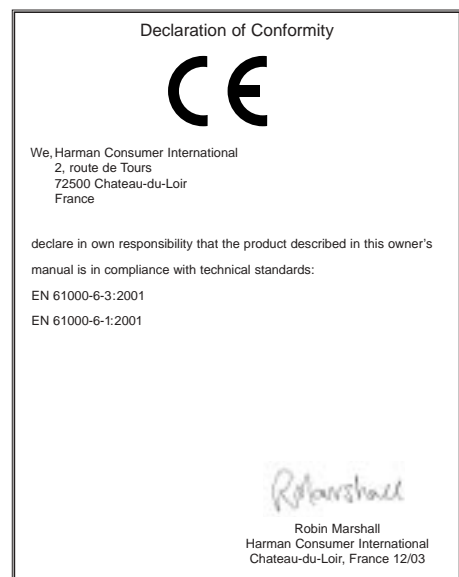 Declaration of Conformity
CE
We, Harman Consumer International
2, route de Tours
72500 Chateau-du-Loir
France
declare in own responsibility that the product described in this owner's
manual is in compliance with technical standards:
EN 61000-6-3:2001
EN 61000-6-1:2001
RMarshall
Robin Marshall
Harman Consumer International
Chateau-du-Loir, France 12/03